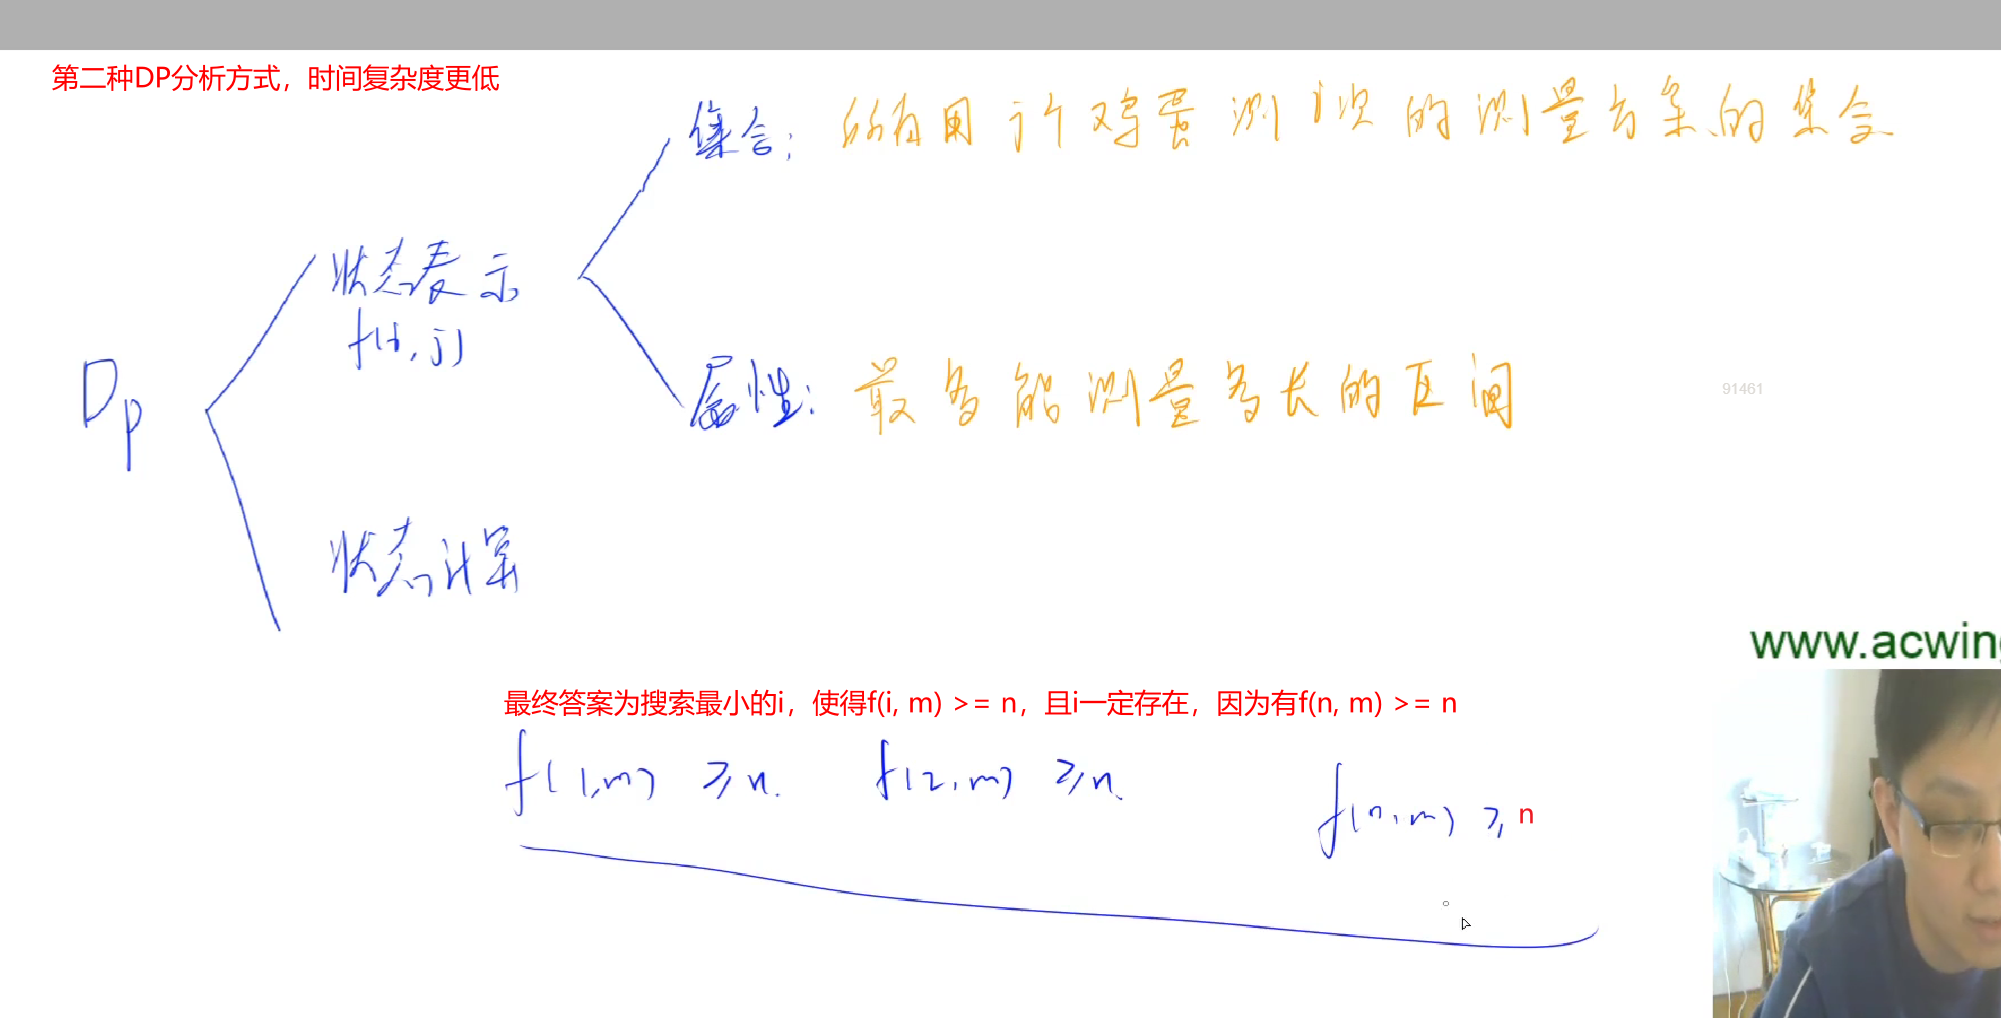 第二种DP分析方式，时间复杂度更低
集合：所有用j个鸡蛋测i次的测量方案的集合
状态表示
f(i, j)
Dp
属性：最多能测量多长的区间
91461
状态计算
www.acwing
最终答案为搜索最小的i，使得f(i, m) >= n，且i一定存在，因为有f(n, m) >= n
f(1,m) ≥n. f(2,m) ≥n.
f(n,m) ≥ n